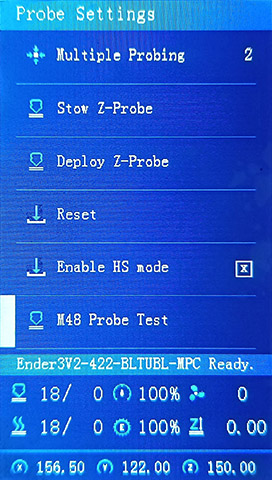 Probe Settings
Multiple Probing 2
Stow Z-Probe
Deploy Z-Probe
Reset
Enable HS mode X
M48 Probe Test
Ender3V2-422-BLTUBL-MPC Ready.
18/ 0 100% 0
18/ 0 E 100% Z 0.00
X 156.50 Y 122.00 Z 150.00